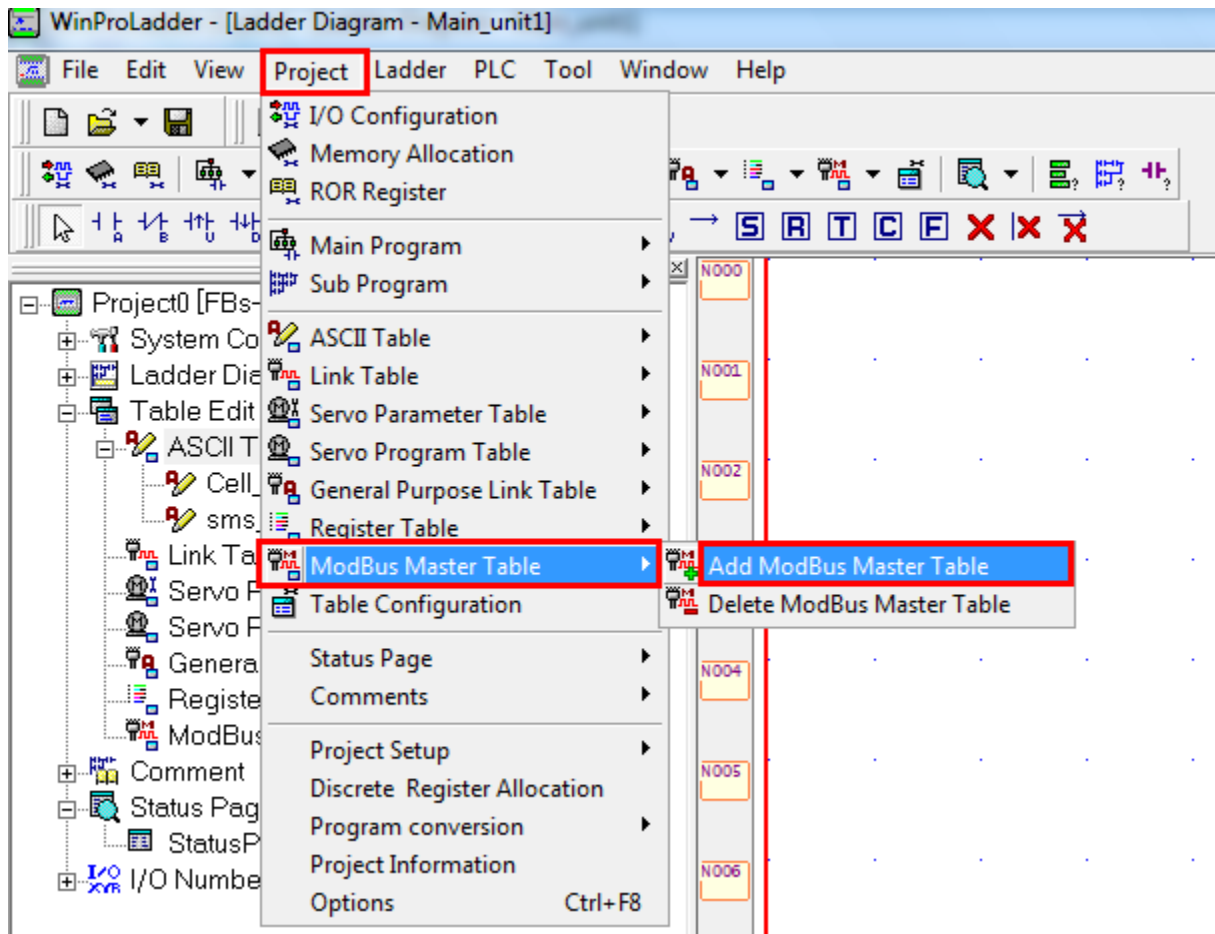 WinProLadder - [Ladder Diagram - Main_unit1]
File Edit View Project Ladder PLC Tool Window Help
I/O Configuration
Memory Allocation
ROR Register
Main Program
Sub Program
ASCII Table
Link Table
Servo Parameter Table
Servo Program Table
General Purpose Link Table
Register Table
ModBus Master Table
Table Configuration
Status Page
Comments
Project Setup
Discrete Register Allocation
Program conversion
Project Information
Options Ctrl+F8
Add ModBus Master Table
Delete ModBus Master Table
A B U D
S R T C F
Project0 [FBs-
System Co
Ladder Dia
Table Edit
ASCII T
Cell_
sms_
Link Ta
Servo P
Servo P
Genera
Registe
ModBus
Comment
Status Pag
StatusP
I/O Numbe
N000
N001
N002
N004
N005
N006